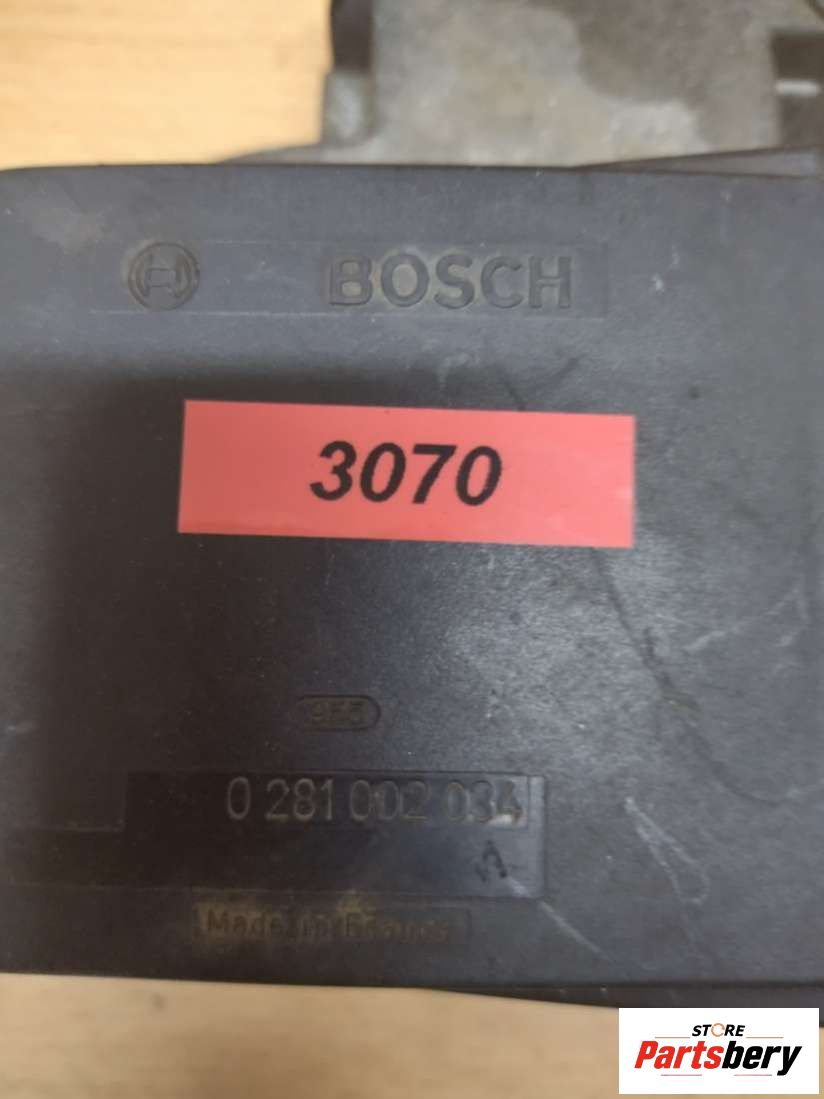 BOSCH
3070
0 281 002 034
Made in France
STORE
Partsbery